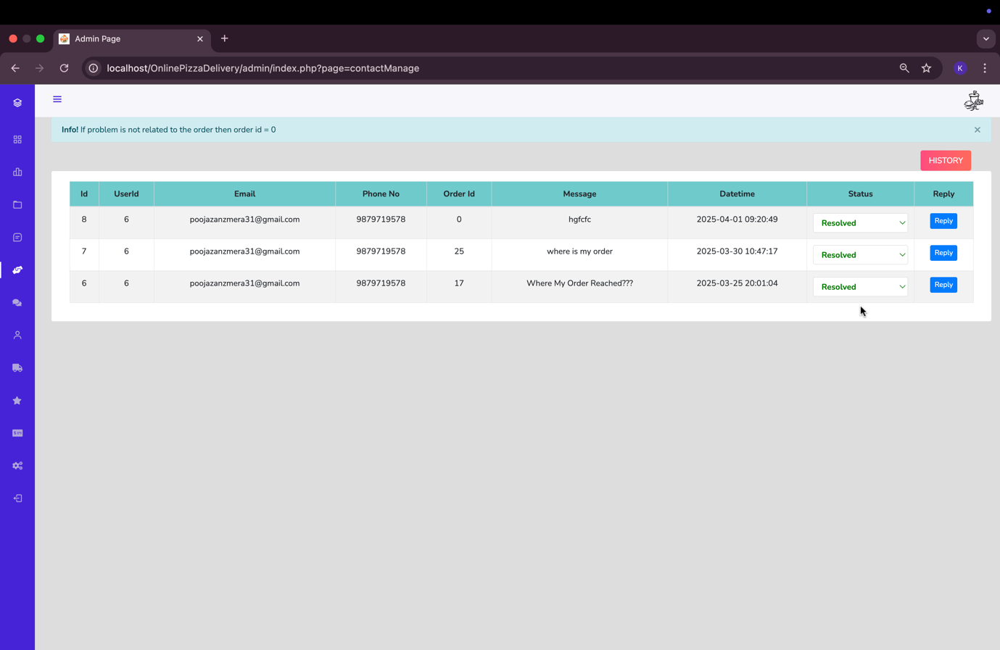 Admin Page
localhost/OnlinePizzaDelivery/admin/index.php?page=contactManage
K
Info! If problem is not related to the order then order id = 0
HISTORY
Id UserId Email Phone No Order Id Message Datetime Status Reply
8 6 poojazanzmera31@gmail.com 9879719578 0 hgfcfc 2025-04-01 09:20:49 Resolved Reply
7 6 poojazanzmera31@gmail.com 9879719578 25 where is my order 2025-03-30 10:47:17 Resolved Reply
6 6 poojazanzmera31@gmail.com 9879719578 17 Where My Order Reached??? 2025-03-25 20:01:04 Resolved Reply